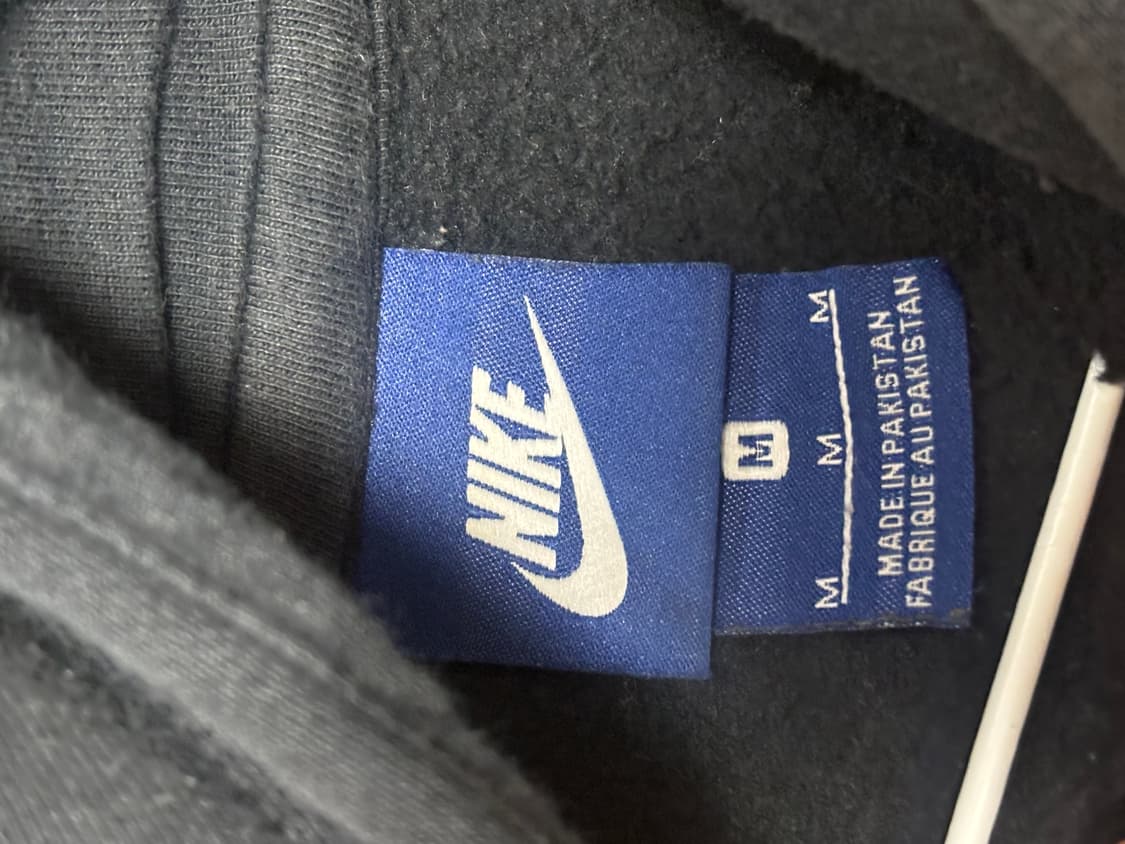 NIKE
M
M M M
MADE IN PAKISTAN
FABRIQUE AU PAKISTAN